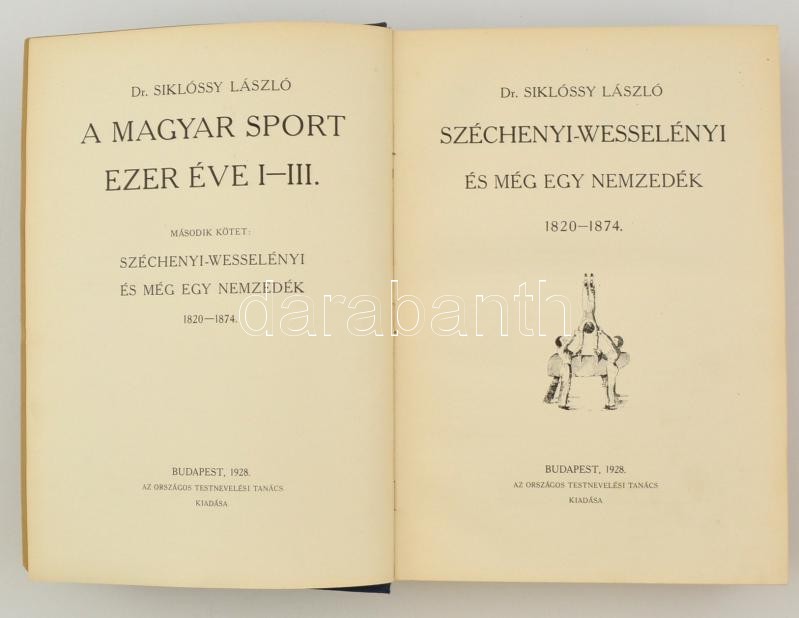 Dr. SIKLÓSSY LÁSZLÓ
A MAGYAR SPORT
EZER ÉVE I—III.
MÁSODIK KÖTET:
SZÉCHENYI-WESSELÉNYI
ÉS MÉG EGY NEMZEDÉK
1820—1874.
BUDAPEST, 1928.
AZ ORSZÁGOS TESTNEVELÉSI TANÁCS
KIADÁSA
Dr. SIKLÓSSY LÁSZLÓ
SZÉCHENYI-WESSELÉNYI
ÉS MÉG EGY NEMZEDÉK
1820—1874.
BUDAPEST, 1928.
AZ ORSZÁGOS TESTNEVELÉSI TANÁCS
KIADÁSA
darabanth